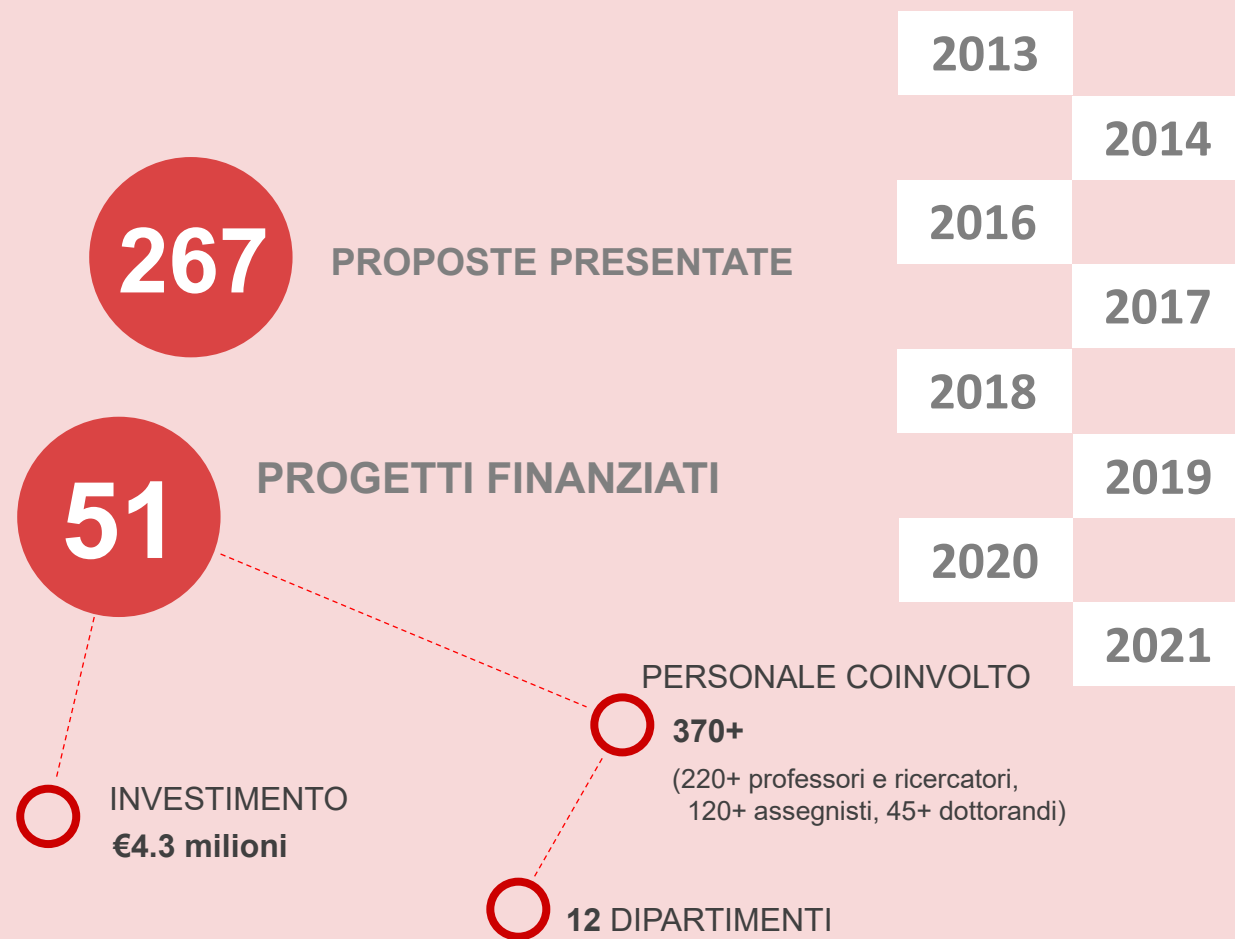 267
PROPOSTE PRESENTATE
51
PROGETTI FINANZIATI
INVESTIMENTO
€4.3 milioni
PERSONALE COINVOLTO
370+
(220+ professori e ricercatori,
120+ assegnisti, 45+ dottorandi)
12 DIPARTIMENTI
2013
2014
2016
2017
2018
2019
2020
2021